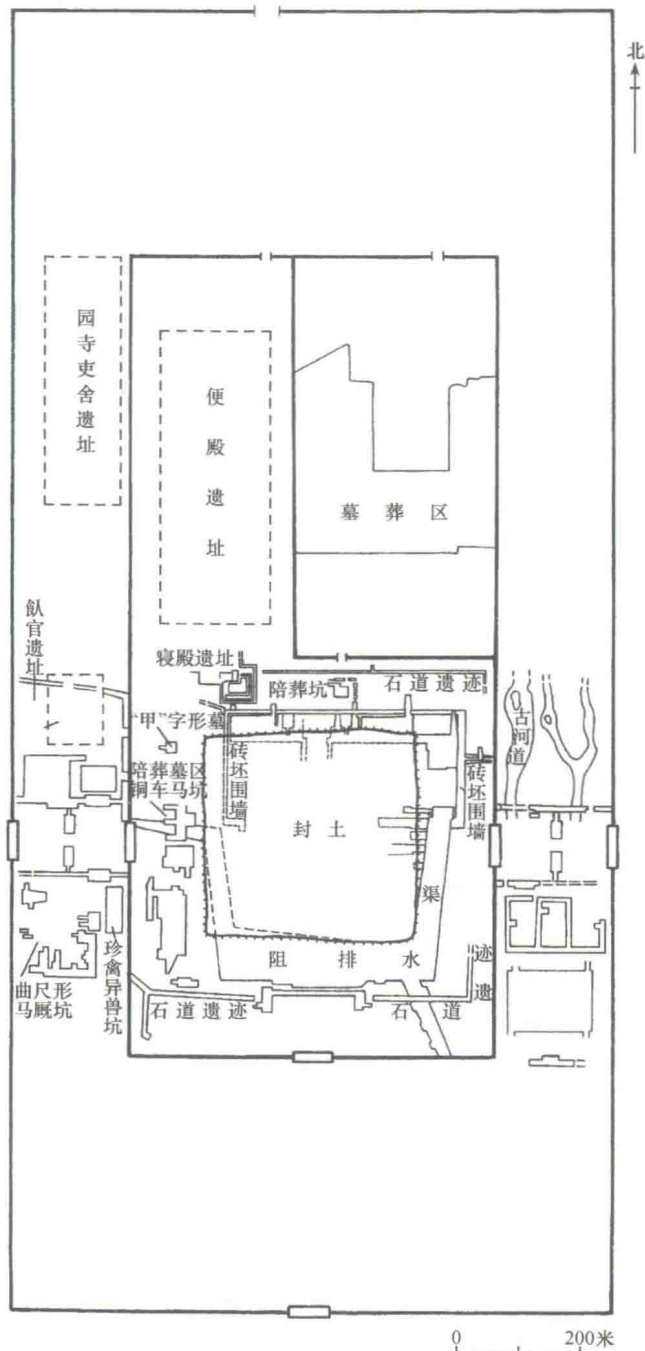 北
园寺吏舍遗址
便殿遗址
墓葬区
飤官遗址
寝殿遗址
陪葬坑
石道遗迹
古河道
“甲”字形墓
陪葬墓区
铜车马坑
砖坯围墙
砖坯围墙
封土
渠
阻排水
曲尺形
马厩坑
珍禽异兽坑
石道遗迹
石道
遗迹
0 200米